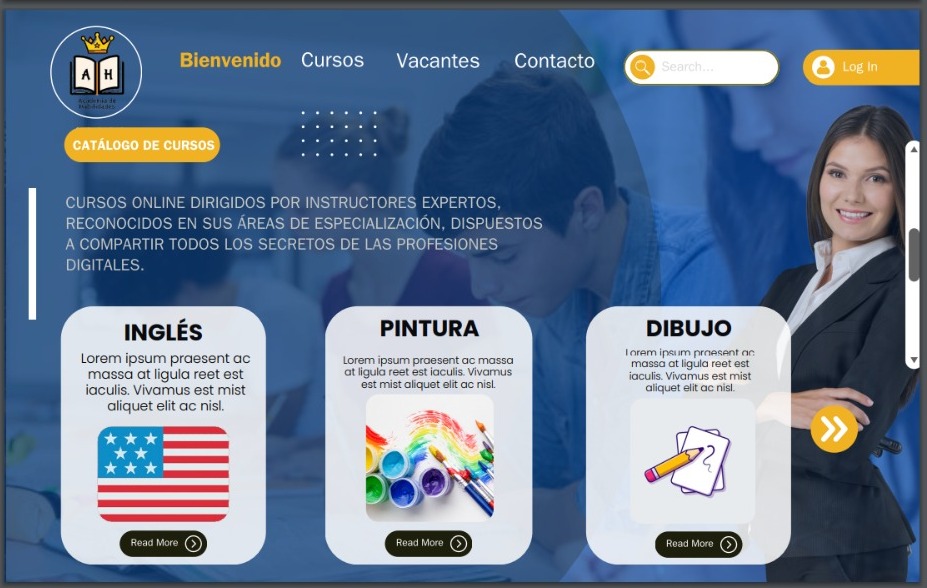 A H
Bienvenido Cursos Vacantes Contacto Search... Log In
CATÁLOGO DE CURSOS
CURSOS ONLINE DIRIGIDOS POR INSTRUCTORES EXPERTOS,
RECONOCIDOS EN SUS ÁREAS DE ESPECIALIZACIÓN, DISPUESTOS
A COMPARTIR TODOS LOS SECRETOS DE LAS PROFESIONES
DIGITALES.
INGLÉS
Lorem ipsum praesent ac
massa at ligula reet est
iaculis. Vivamus est mist
aliquet elit ac nisl.
Read More
PINTURA
Lorem ipsum praesent ac massa
at ligula reet est iaculis. Vivamus
est mist aliquet elit ac nisl.
Read More
DIBUJO
Lorem ipsum praesent ac
massa at ligula reet est
iaculis. Vivamus est mist
aliquet elit ac nisl.
Read More